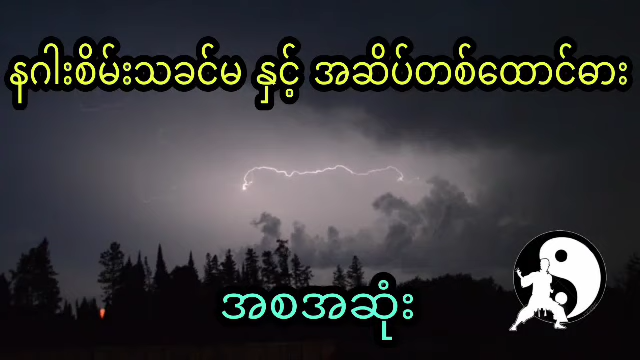 နဂါးစိမ်းသခင်မ နှင့် အဆိပ်တစ်ထောင်ဓား
အစအဆုံး